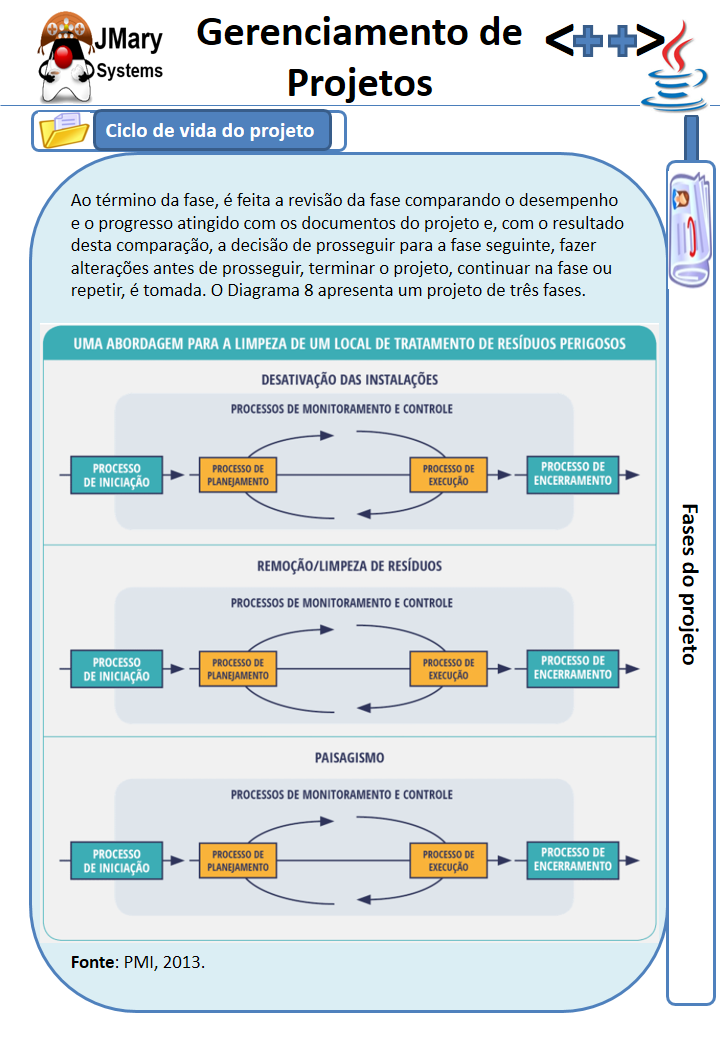 JMary
Systems
Gerenciamento de
Projetos
<++>
Ciclo de vida do projeto
Ao término da fase, é feita a revisão da fase comparando o desempenho
e o progresso atingido com os documentos do projeto e, com o resultado
desta comparação, a decisão de prosseguir para a fase seguinte, fazer
alterações antes de prosseguir, terminar o projeto, continuar na fase ou
repetir, é tomada. O Diagrama 8 apresenta um projeto de três fases.
UMA ABORDAGEM PARA A LIMPEZA DE UM LOCAL DE TRATAMENTO DE RESÍDUOS PERIGOSOS
DESATIVAÇÃO DAS INSTALAÇÕES
PROCESSOS DE MONITORAMENTO E CONTROLE
PROCESSO
DE INICIAÇÃO
PROCESSO DE
PLANEJAMENTO
PROCESSO DE
EXECUÇÃO
PROCESSO DE
ENCERRAMENTO
REMOÇÃO/LIMPEZA DE RESÍDUOS
PROCESSOS DE MONITORAMENTO E CONTROLE
PROCESSO
DE INICIAÇÃO
PROCESSO DE
PLANEJAMENTO
PROCESSO DE
EXECUÇÃO
PROCESSO DE
ENCERRAMENTO
PAISAGISMO
PROCESSOS DE MONITORAMENTO E CONTROLE
PROCESSO
DE INICIAÇÃO
PROCESSO DE
PLANEJAMENTO
PROCESSO DE
EXECUÇÃO
PROCESSO DE
ENCERRAMENTO
Fonte: PMI, 2013.
Fases do projeto